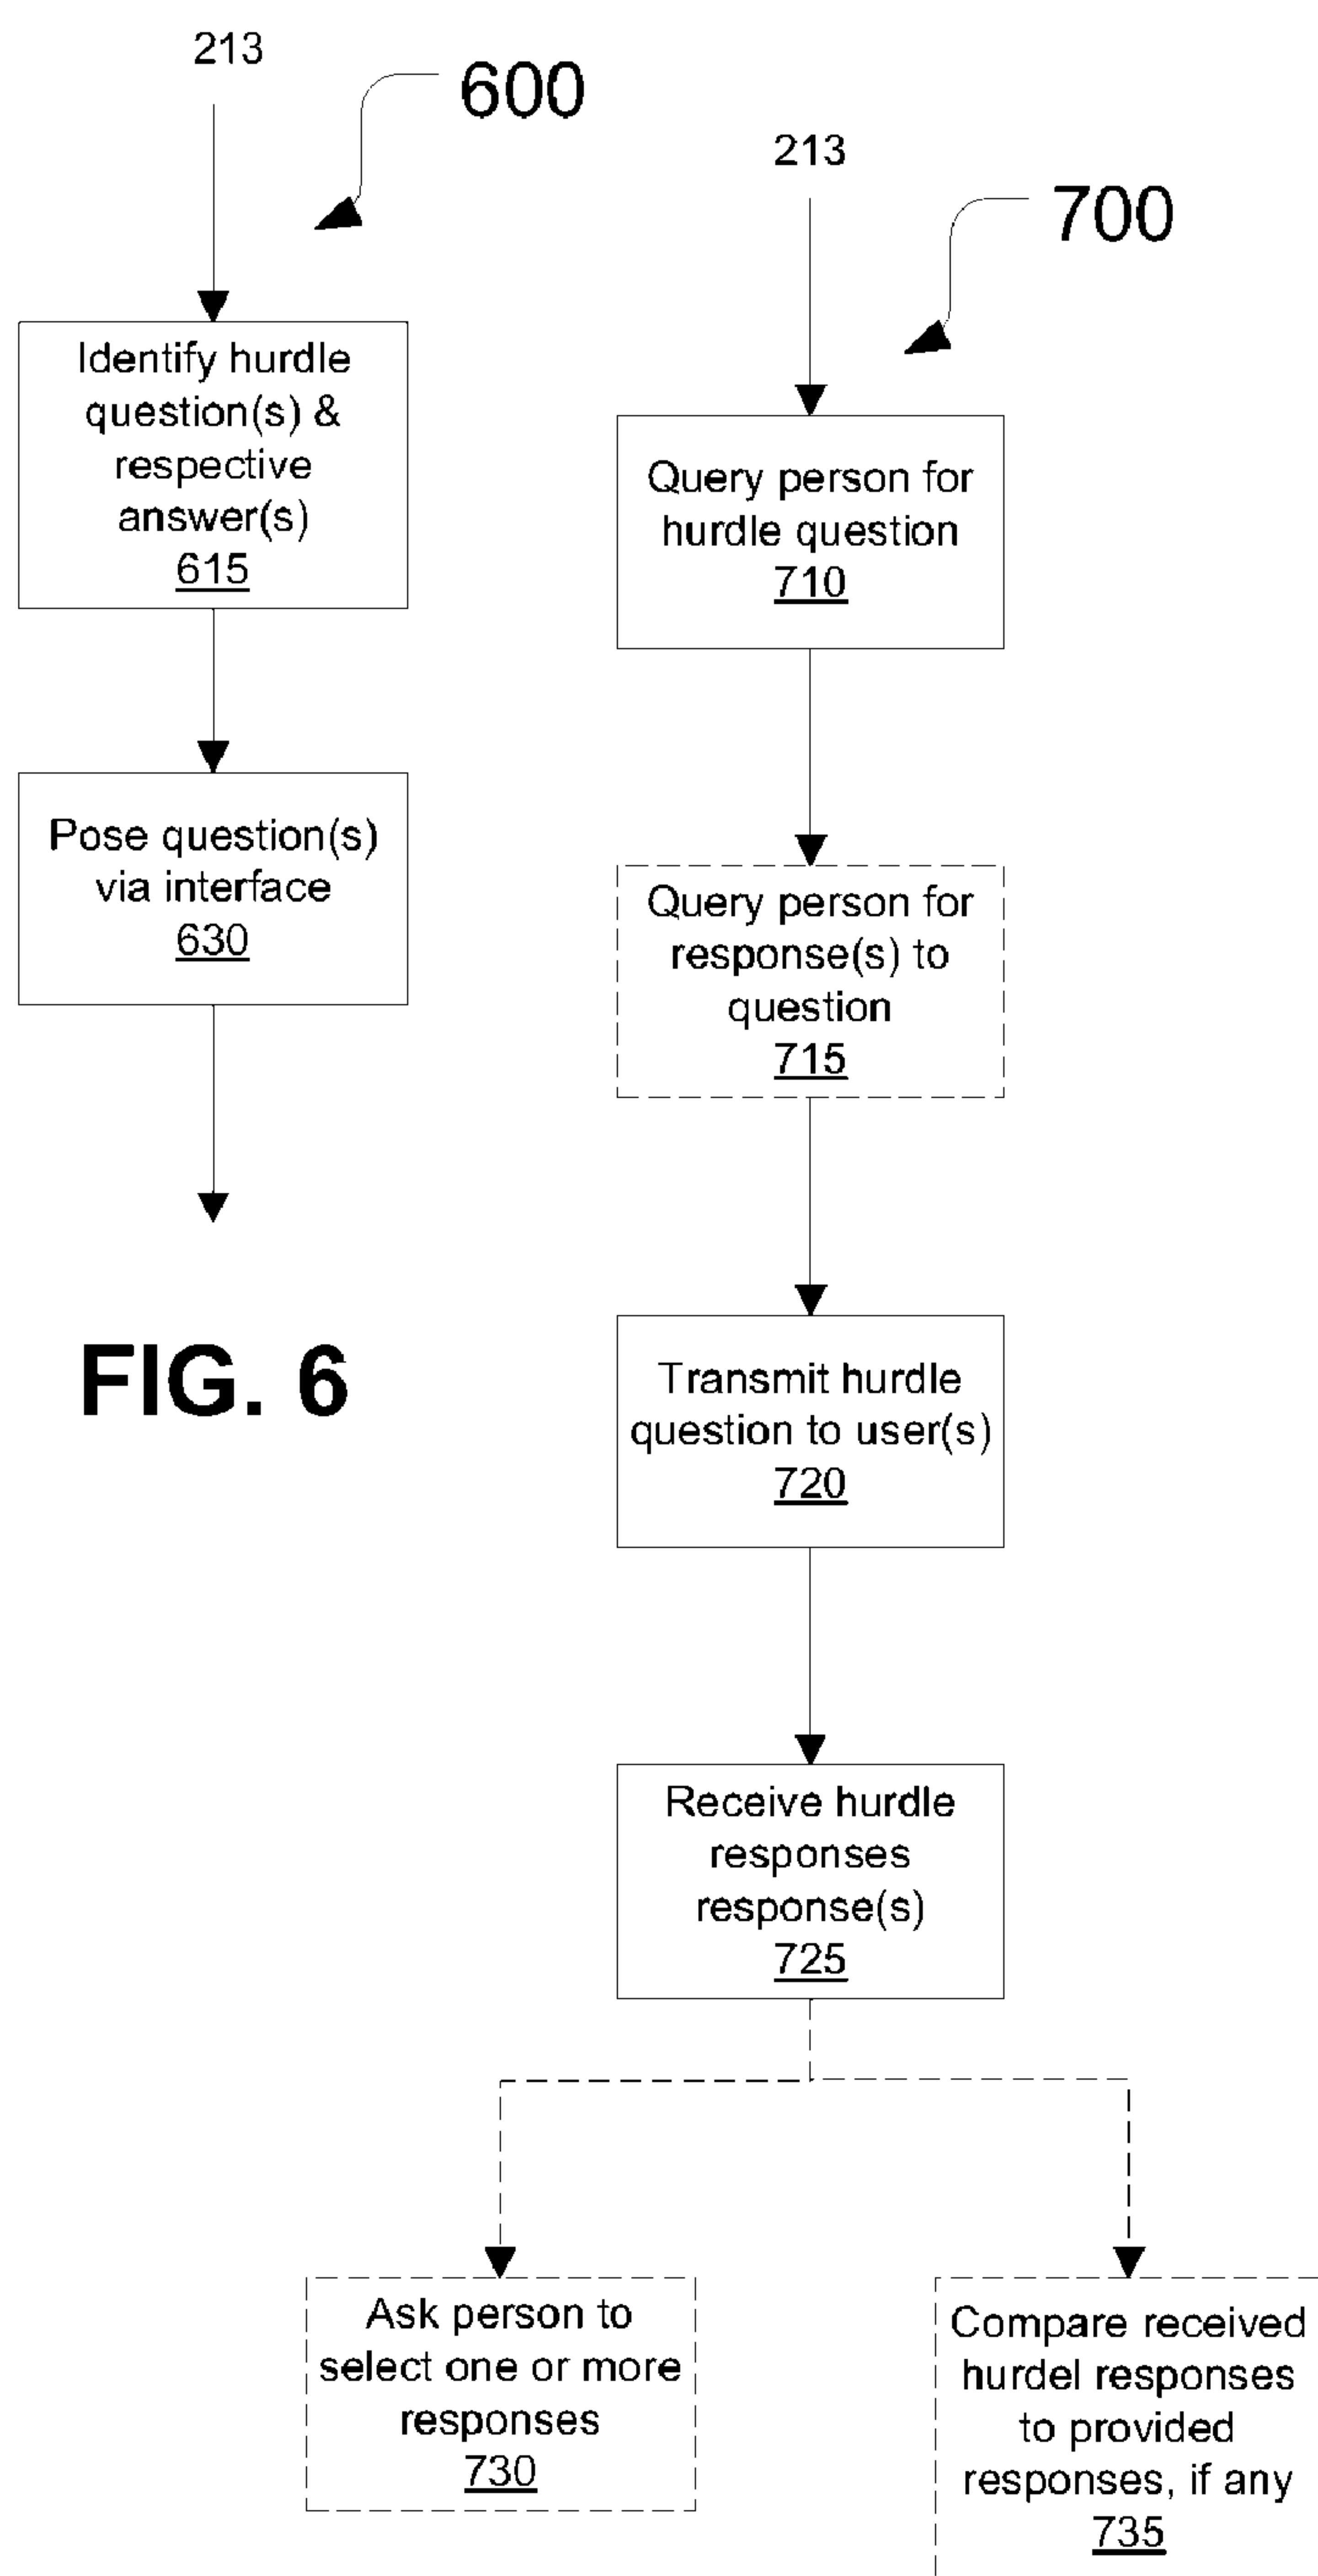 213
600
Identify hurdle
question(s) &
respective
answer(s)
615
Pose question(s)
via interface
630
FIG. 6
213
700
Query person for
hurdle question
710
Query person for
response(s) to
question
715
Transmit hurdle
question to user(s)
720
Receive hurdle
responses
response(s)
725
Ask person to
select one or more
responses
730
Compare received
hurdel responses
to provided
responses, if any
735